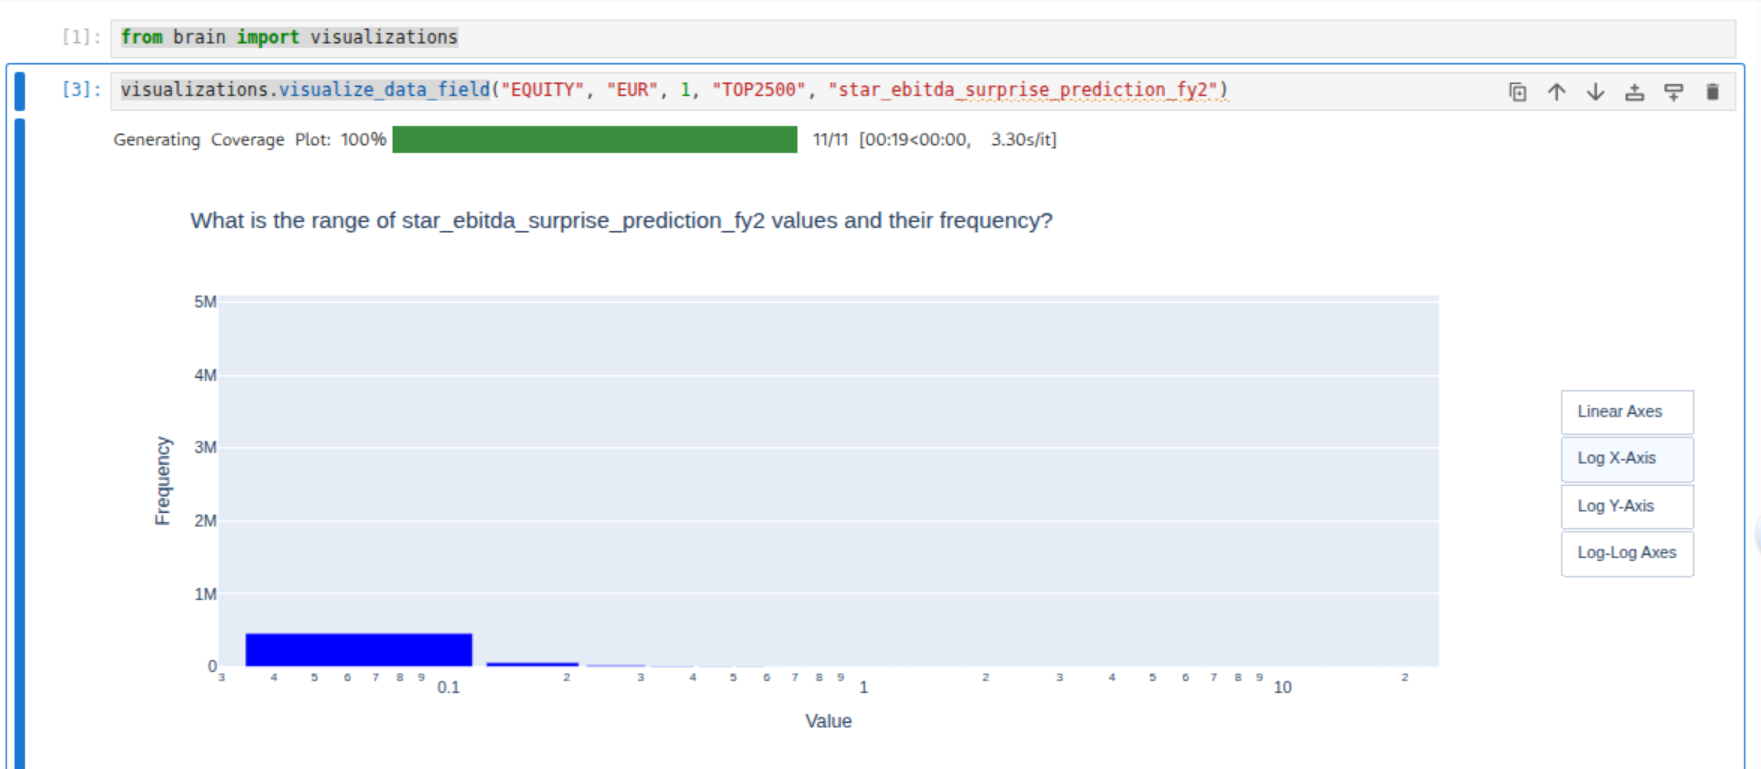 [1]: from brain import visualizations
[3]: visualizations.visualize_data_field("EQUITY", "EUR", 1, "TOP2500", "star_ebitda_surprise_prediction_fy2")
Generating Coverage Plot: 100% 11/11 [00:19<00:00, 3.30s/it]
What is the range of star_ebitda_surprise_prediction_fy2 values and their frequency?
5M
4M
3M
2M
1M
0
Frequency
3 4 5 6 7 8 9 0.1 2 3 4 5 6 7 8 9 1 2 3 4 5 6 7 8 9 10 2
Value
Linear Axes
Log X-Axis
Log Y-Axis
Log-Log Axes